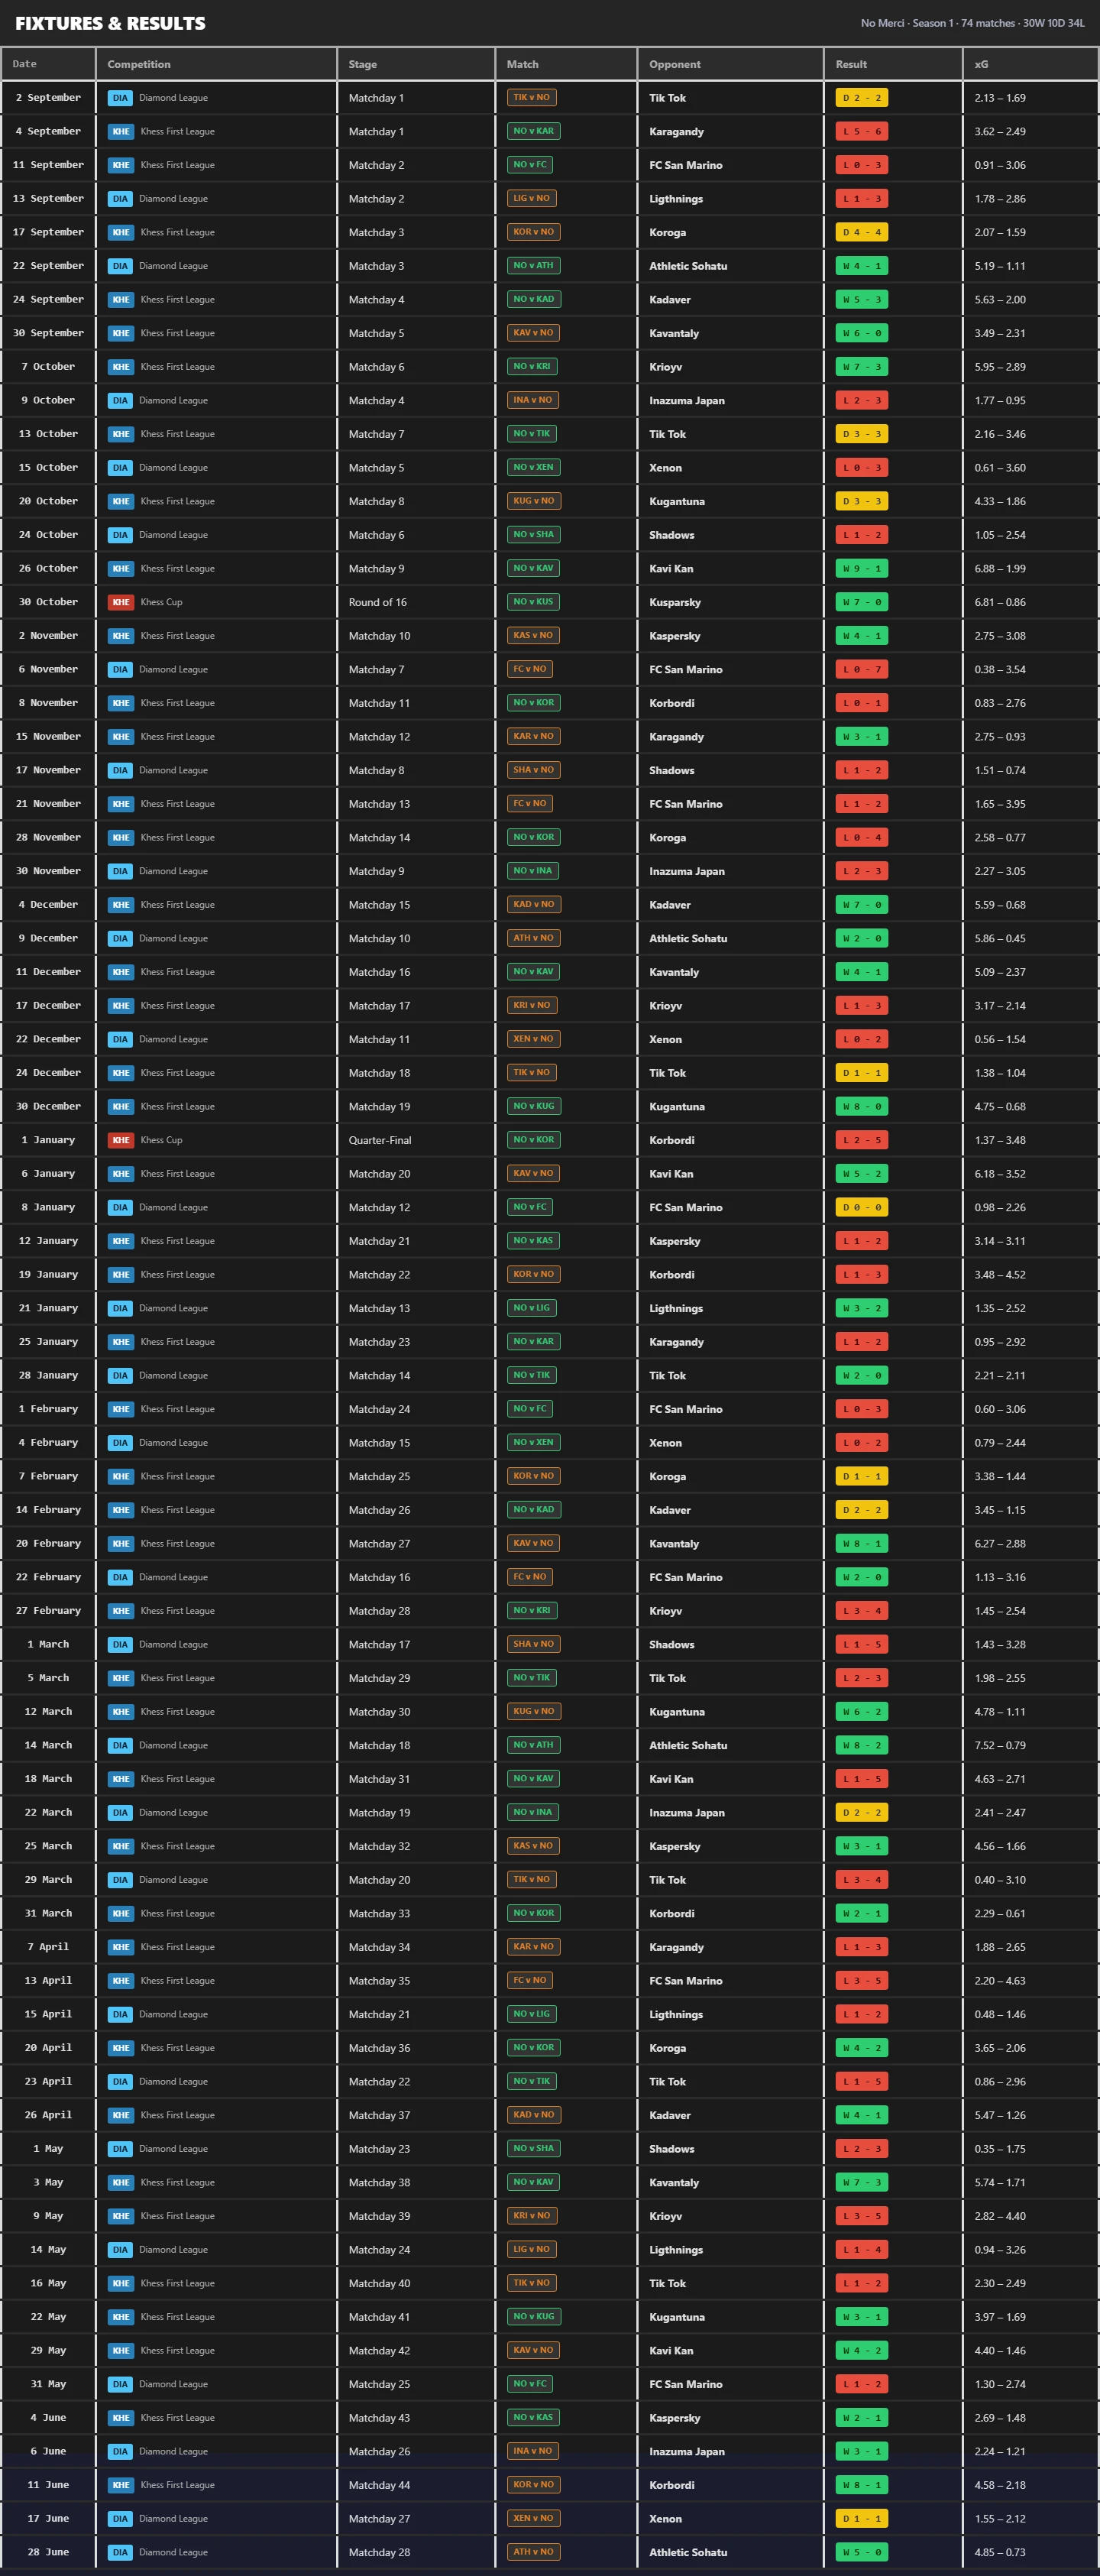 FIXTURES & RESULTS
No Merci · Season 1 · 74 matches · 30W 10D 34L
Date Competition Stage Match Opponent Result xG
2 September DIA Diamond League Matchday 1 TIK v NO Tik Tok D 2 - 2 2.13 – 1.69
4 September KHE Khess First League Matchday 1 NO v KAR Karagandy L 5 - 6 3.62 – 2.49
11 September KHE Khess First League Matchday 2 NO v FC FC San Marino L 0 - 3 0.91 – 3.06
13 September DIA Diamond League Matchday 2 LIG v NO Ligthnings L 1 - 3 1.78 – 2.86
17 September KHE Khess First League Matchday 3 KOR v NO Koroga D 4 - 4 2.07 – 1.59
22 September DIA Diamond League Matchday 3 NO v ATH Athletic Sohatu W 4 - 1 5.19 – 1.11
24 September KHE Khess First League Matchday 4 NO v KAD Kadaver W 5 - 3 5.63 – 2.00
30 September KHE Khess First League Matchday 5 KAV v NO Kavantaly W 6 - 0 3.49 – 2.31
7 October KHE Khess First League Matchday 6 NO v KRI Krioyv W 7 - 3 5.95 – 2.89
9 October DIA Diamond League Matchday 4 INA v NO Inazuma Japan L 2 - 3 1.77 – 0.95
13 October KHE Khess First League Matchday 7 NO v TIK Tik Tok D 3 - 3 2.16 – 3.46
15 October DIA Diamond League Matchday 5 NO v XEN Xenon L 0 - 3 0.61 – 3.60
20 October KHE Khess First League Matchday 8 KUG v NO Kugantuna D 3 - 3 4.33 – 1.86
24 October DIA Diamond League Matchday 6 NO v SHA Shadows L 1 - 2 1.05 – 2.54
26 October KHE Khess First League Matchday 9 NO v KAV Kavi Kan W 9 - 1 6.88 – 1.99
30 October KHE Khess Cup Round of 16 NO v KUS Kusparsky W 7 - 0 6.81 – 0.86
2 November KHE Khess First League Matchday 10 KAS v NO Kaspersky W 4 - 1 2.75 – 3.08
6 November DIA Diamond League Matchday 7 FC v NO FC San Marino L 0 - 7 0.38 – 3.54
8 November KHE Khess First League Matchday 11 NO v KOR Korbordi L 0 - 1 0.83 – 2.76
15 November KHE Khess First League Matchday 12 KAR v NO Karagandy W 3 - 1 2.75 – 0.93
17 November DIA Diamond League Matchday 8 SHA v NO Shadows L 1 - 2 1.51 – 0.74
21 November KHE Khess First League Matchday 13 FC v NO FC San Marino L 1 - 2 1.65 – 3.95
28 November KHE Khess First League Matchday 14 NO v KOR Koroga L 0 - 4 2.58 – 0.77
30 November DIA Diamond League Matchday 9 NO v INA Inazuma Japan L 2 - 3 2.27 – 3.05
4 December KHE Khess First League Matchday 15 KAD v NO Kadaver W 7 - 0 5.59 – 0.68
9 December DIA Diamond League Matchday 10 ATH v NO Athletic Sohatu W 2 - 0 5.86 – 0.45
11 December KHE Khess First League Matchday 16 NO v KAV Kavantaly W 4 - 1 5.09 – 2.37
17 December KHE Khess First League Matchday 17 KRI v NO Krioyv L 1 - 3 3.17 – 2.14
22 December DIA Diamond League Matchday 11 XEN v NO Xenon L 0 - 2 0.56 – 1.54
24 December KHE Khess First League Matchday 18 TIK v NO Tik Tok D 1 - 1 1.38 – 1.04
30 December KHE Khess First League Matchday 19 NO v KUG Kugantuna W 8 - 0 4.75 – 0.68
1 January KHE Khess Cup Quarter-Final NO v KOR Korbordi L 2 - 5 1.37 – 3.48
6 January KHE Khess First League Matchday 20 KAV v NO Kavi Kan W 5 - 2 6.18 – 3.52
8 January DIA Diamond League Matchday 12 NO v FC FC San Marino D 0 - 0 0.98 – 2.26
12 January KHE Khess First League Matchday 21 NO v KAS Kaspersky L 1 - 2 3.14 – 3.11
19 January KHE Khess First League Matchday 22 KOR v NO Korbordi L 1 - 3 3.48 – 4.52
21 January DIA Diamond League Matchday 13 NO v LIG Ligthnings W 3 - 2 1.35 – 2.52
25 January KHE Khess First League Matchday 23 NO v KAR Karagandy L 1 - 2 0.95 – 2.92
28 January DIA Diamond League Matchday 14 NO v TIK Tik Tok W 2 - 0 2.21 – 2.11
1 February KHE Khess First League Matchday 24 NO v FC FC San Marino L 0 - 3 0.60 – 3.06
4 February DIA Diamond League Matchday 15 NO v XEN Xenon L 0 - 2 0.79 – 2.44
7 February KHE Khess First League Matchday 25 KOR v NO Koroga D 1 - 1 3.38 – 1.44
14 February KHE Khess First League Matchday 26 NO v KAD Kadaver D 2 - 2 3.45 – 1.15
20 February KHE Khess First League Matchday 27 KAV v NO Kavantaly W 8 - 1 6.27 – 2.88
22 February DIA Diamond League Matchday 16 FC v NO FC San Marino W 2 - 0 1.13 – 3.16
27 February KHE Khess First League Matchday 28 NO v KRI Krioyv L 3 - 4 1.45 – 2.54
1 March DIA Diamond League Matchday 17 SHA v NO Shadows L 1 - 5 1.43 – 3.28
5 March KHE Khess First League Matchday 29 NO v TIK Tik Tok L 2 - 3 1.98 – 2.55
12 March KHE Khess First League Matchday 30 KUG v NO Kugantuna W 6 - 2 4.78 – 1.11
14 March DIA Diamond League Matchday 18 NO v ATH Athletic Sohatu W 8 - 2 7.52 – 0.79
18 March KHE Khess First League Matchday 31 NO v KAV Kavi Kan L 1 - 5 4.63 – 2.71
22 March DIA Diamond League Matchday 19 NO v INA Inazuma Japan D 2 - 2 2.41 – 2.47
25 March KHE Khess First League Matchday 32 KAS v NO Kaspersky W 3 - 1 4.56 – 1.66
29 March DIA Diamond League Matchday 20 TIK v NO Tik Tok L 3 - 4 0.40 – 3.10
31 March KHE Khess First League Matchday 33 NO v KOR Korbordi W 2 - 1 2.29 – 0.61
7 April KHE Khess First League Matchday 34 KAR v NO Karagandy L 1 - 3 1.88 – 2.65
13 April KHE Khess First League Matchday 35 FC v NO FC San Marino L 3 - 5 2.20 – 4.63
15 April DIA Diamond League Matchday 21 NO v LIG Ligthnings L 1 - 2 0.48 – 1.46
20 April KHE Khess First League Matchday 36 NO v KOR Koroga W 4 - 2 3.65 – 2.06
23 April DIA Diamond League Matchday 22 NO v TIK Tik Tok L 1 - 5 0.86 – 2.96
26 April KHE Khess First League Matchday 37 KAD v NO Kadaver W 4 - 1 5.47 – 1.26
1 May DIA Diamond League Matchday 23 NO v SHA Shadows L 2 - 3 0.35 – 1.75
3 May KHE Khess First League Matchday 38 NO v KAV Kavantaly W 7 - 3 5.74 – 1.71
9 May KHE Khess First League Matchday 39 KRI v NO Krioyv L 3 - 5 2.82 – 4.40
14 May DIA Diamond League Matchday 24 LIG v NO Ligthnings L 1 - 4 0.94 – 3.26
16 May KHE Khess First League Matchday 40 TIK v NO Tik Tok L 1 - 2 2.30 – 2.49
22 May KHE Khess First League Matchday 41 NO v KUG Kugantuna W 3 - 1 3.97 – 1.69
29 May KHE Khess First League Matchday 42 KAV v NO Kavi Kan W 4 - 2 4.40 – 1.46
31 May DIA Diamond League Matchday 25 NO v FC FC San Marino L 1 - 2 1.30 – 2.74
4 June KHE Khess First League Matchday 43 NO v KAS Kaspersky W 2 - 1 2.69 – 1.48
6 June DIA Diamond League Matchday 26 INA v NO Inazuma Japan W 3 - 1 2.24 – 1.21
11 June KHE Khess First League Matchday 44 KOR v NO Korbordi W 8 - 1 4.58 – 2.18
17 June DIA Diamond League Matchday 27 XEN v NO Xenon D 1 - 1 1.55 – 2.12
28 June DIA Diamond League Matchday 28 ATH v NO Athletic Sohatu W 5 - 0 4.85 – 0.73